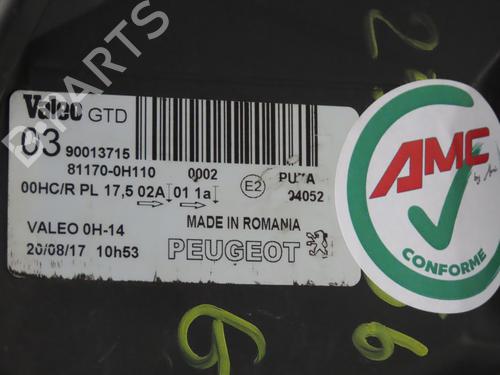 Valeo GTD
03 90013715
81170-0H110 0002
00HC/R PL 17,5 02A 01 1a E2 04052
VALEO 0H-14 MADE IN ROMANIA
20/08/17 10h53 PEUGEOT
AMC
CONFORME
B-PARTS
6